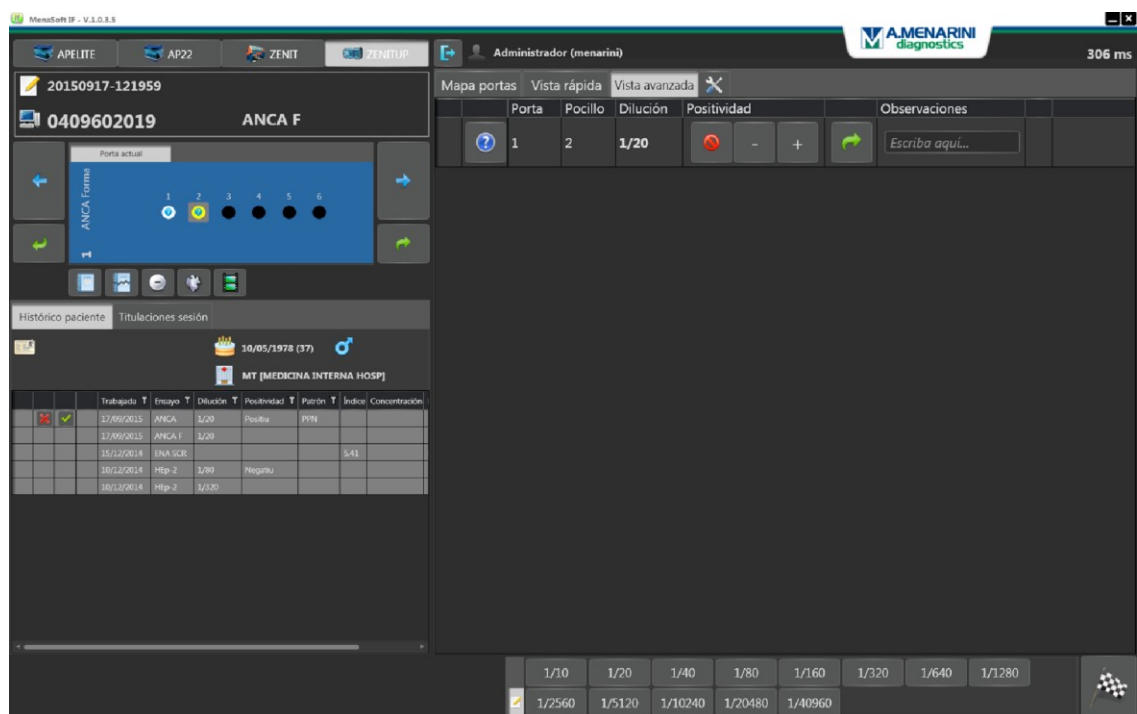 MenaSoft IF - V.1.0.3.5
APELITE AP22 ZENIT ZENITUP
Administrador (menarini)
A.MENARINI
diagnostics
306 ms
20150917-121959
0409602019 ANCA F
Mapa portas Vista rápida Vista avanzada
Porta Pocillo Dilución Positividad Observaciones
1 2 1/20 - + Escriba aquí...
Porta actual
ANCA Forma
1 2 3 4 5 6
1
Histórico paciente Titulaciones sesión
10/05/1978 (37)
MT [MEDICINA INTERNA HOSP]
Trabajada Ensayo Dilución Positividad Patrón Índice Concentración
17/09/2015 ANCA 1/20 Positiu PPN
17/09/2015 ANCA F 1/20
15/12/2014 ENA SCR 5.41
10/12/2014 HEp-2 1/80 Negatiu
10/12/2014 HEp-2 1/320
1/10 1/20 1/40 1/80 1/160 1/320 1/640 1/1280
1/2560 1/5120 1/10240 1/20480 1/40960